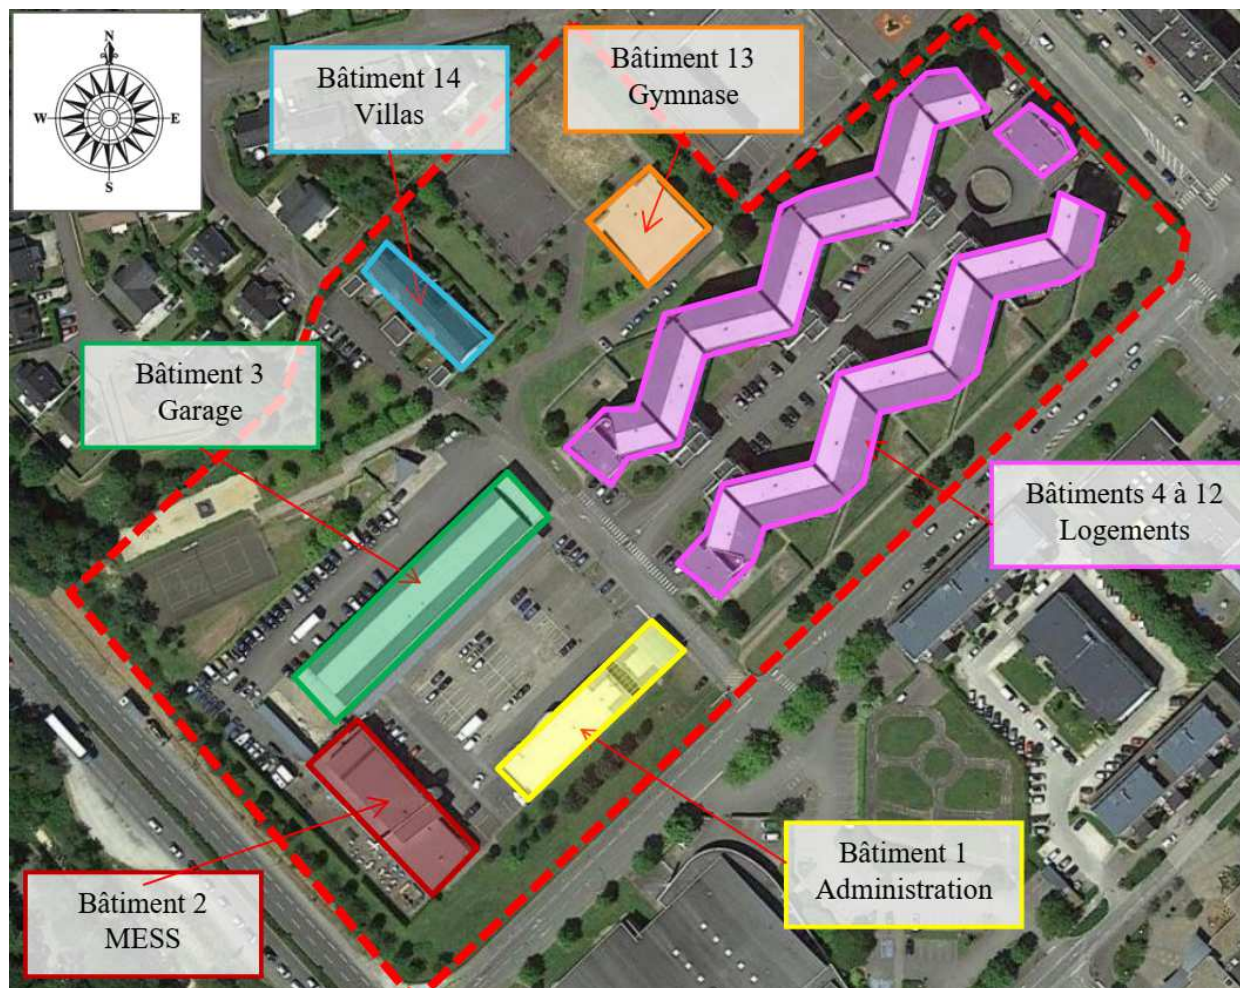 N
W
E
S
Bâtiment 14
Villas
Bâtiment 13
Gymnase
Bâtiment 3
Garage
Bâtiments 4 à 12
Logements
Bâtiment 1
Administration
Bâtiment 2
MESS